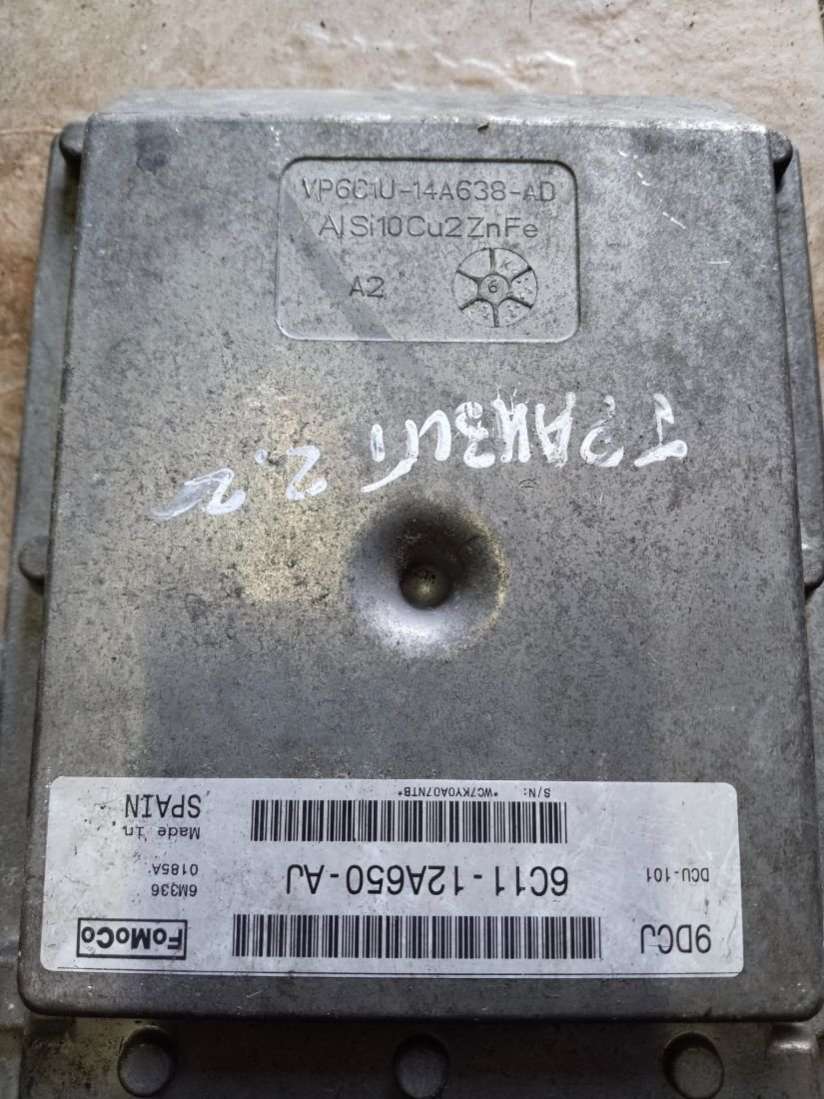 VP6C1U-14A638-AD
AlSi10Cu2ZnFe
A2
K
6
ТРАНЗИТ 2.2
9DCJ
FoMoCo
DCU-101
6C11-12A650-AJ
6M336
0185A
S/N: *WC7KY0A07NTB*
Made in
SPAIN